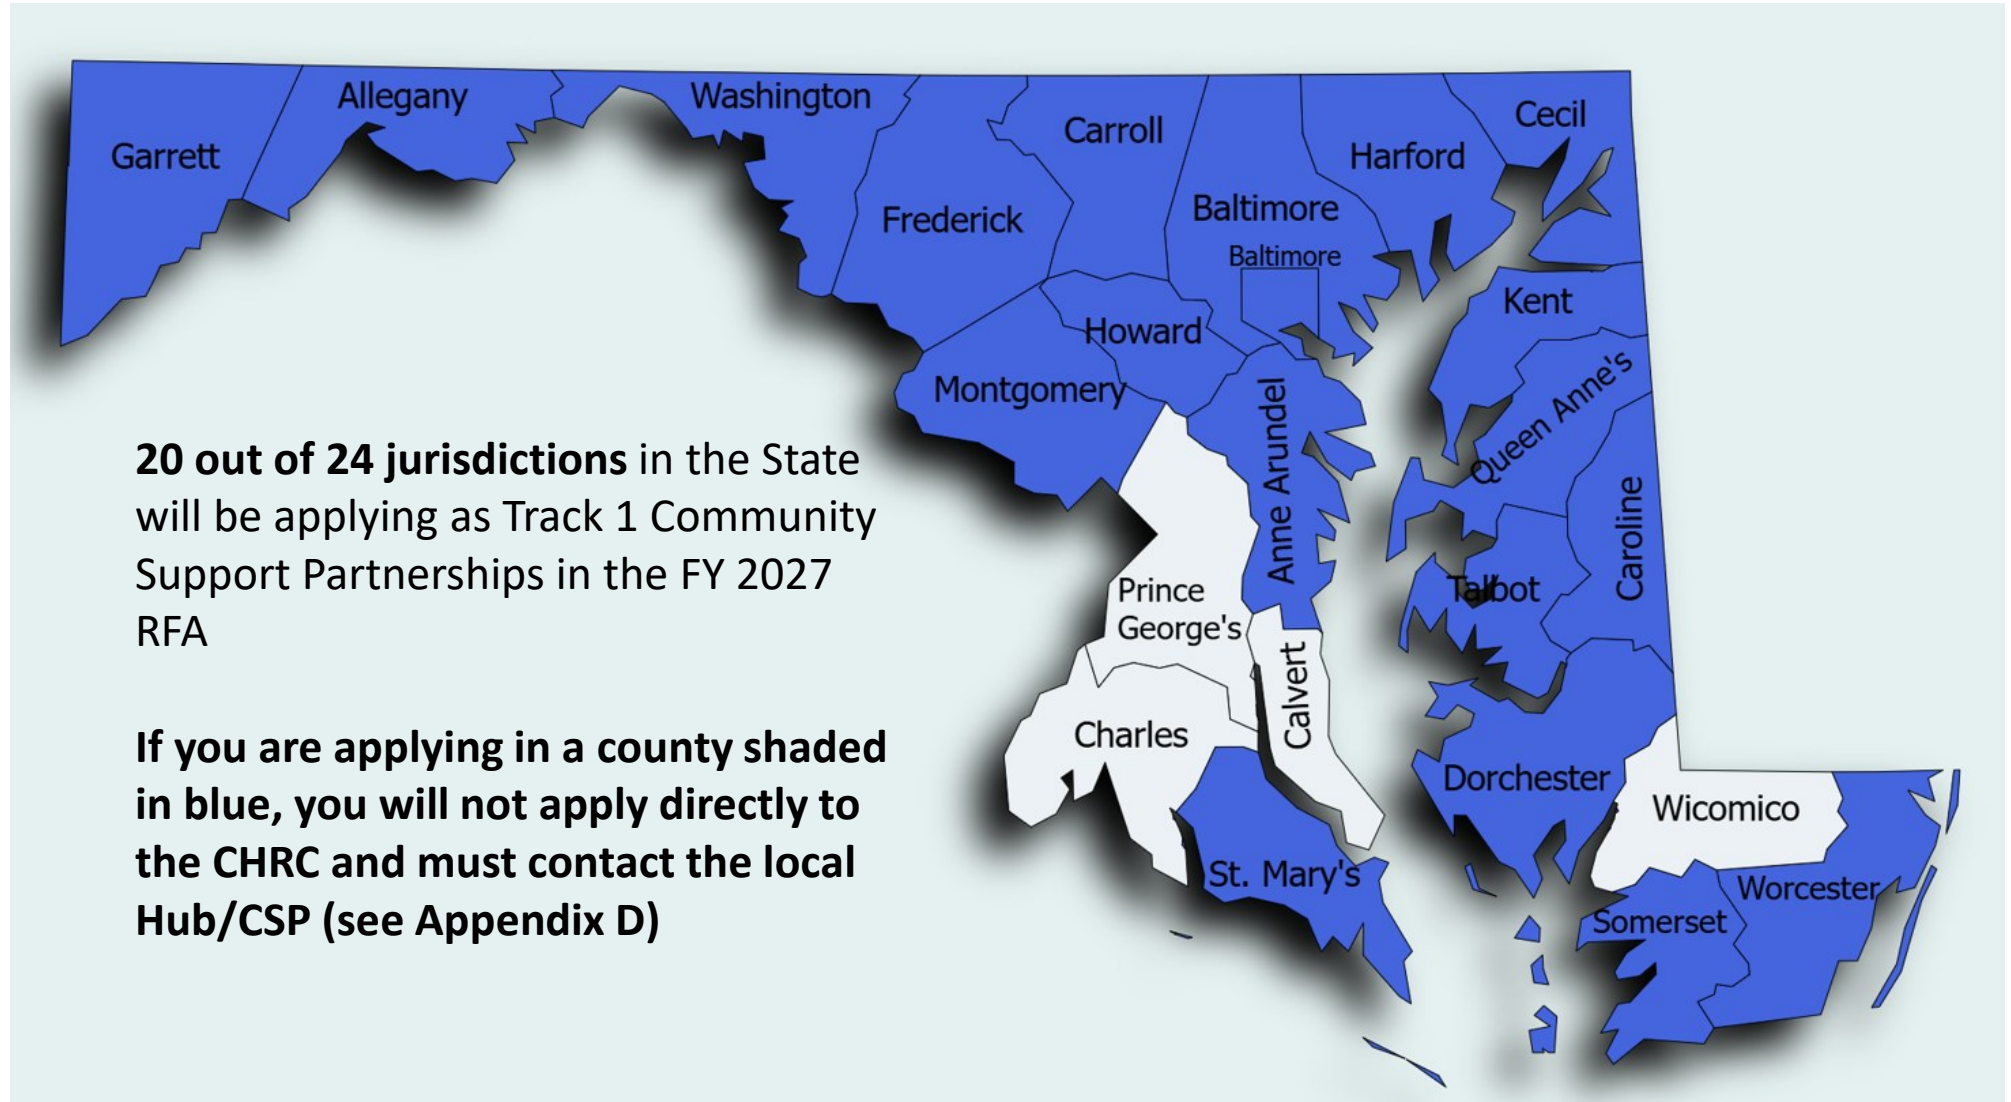 Garrett
Allegany
Washington
Frederick
Carroll
Baltimore
Baltimore
Harford
Cecil
Howard
Montgomery
Kent
Queen Anne's
Anne Arundel
Caroline
Talbot
Prince
George's
Calvert
Charles
St. Mary's
Dorchester
Wicomico
Worcester
Somerset
20 out of 24 jurisdictions in the State
will be applying as Track 1 Community
Support Partnerships in the FY 2027
RFA
If you are applying in a county shaded
in blue, you will not apply directly to
the CHRC and must contact the local
Hub/CSP (see Appendix D)